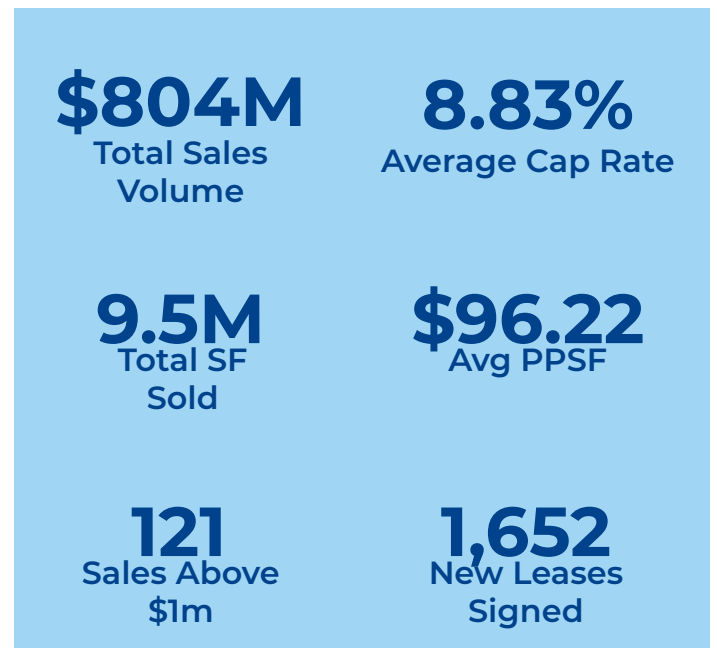 $804M
Total Sales
Volume
8.83%
Average Cap Rate
9.5M
Total SF
Sold
$96.22
Avg PPSF
121
Sales Above
$1m
1,652
New Leases
Signed